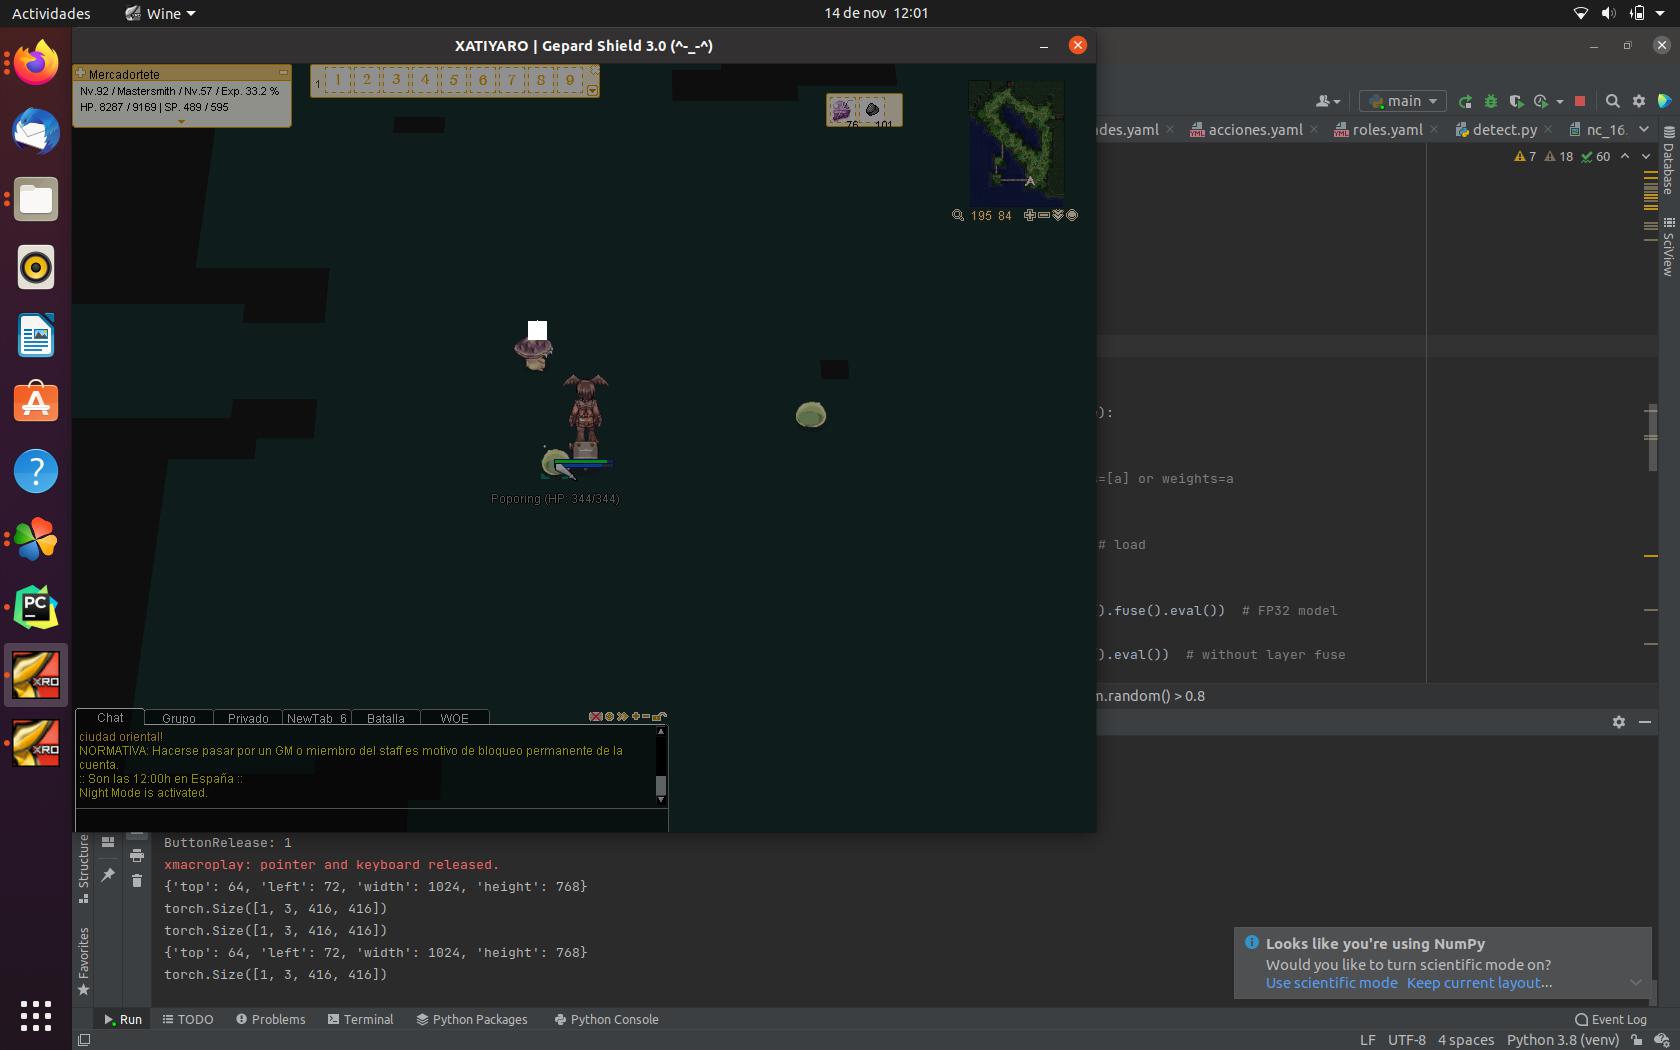 Actividades
Wine
14 de nov 12:01
XATIYARO | Gepard Shield 3.0 (^-_-^)
Mercadortete
Nv.92 / Mastersmith / Nv.57 / Exp. 33.2 %
HP. 8287 / 9169 | SP. 489 / 595
1 1 2 3 4 5 6 7 8 9
76 101
195 84
main
des.yaml
acciones.yaml
roles.yaml
detect.py
nc_16.
7 18 60
Database
SciView
):
=[a] or weights=a
# load
).fuse().eval()) # FP32 model
).eval()) # without layer fuse
m.random() > 0.8
Poporing (HP: 344/344)
PC
XRO
XRO
Chat Grupo Privado NewTab_6 Batalla WOE
ciudad oriental!
NORMATIVA: Hacerse pasar por un GM o miembro del staff es motivo de bloqueo permanente de la
cuenta.
:: Son las 12:00h en España ::
Night Mode is activated.
Structure
Favorites
ButtonRelease: 1
xmacroplay: pointer and keyboard released.
{'top': 64, 'left': 72, 'width': 1024, 'height': 768}
torch.Size([1, 3, 416, 416])
torch.Size([1, 3, 416, 416])
{'top': 64, 'left': 72, 'width': 1024, 'height': 768}
torch.Size([1, 3, 416, 416])
Looks like you're using NumPy
Would you like to turn scientific mode on?
Use scientific mode Keep current layout...
Run TODO Problems Terminal Python Packages Python Console
Event Log
LF UTF-8 4 spaces Python 3.8 (venv)